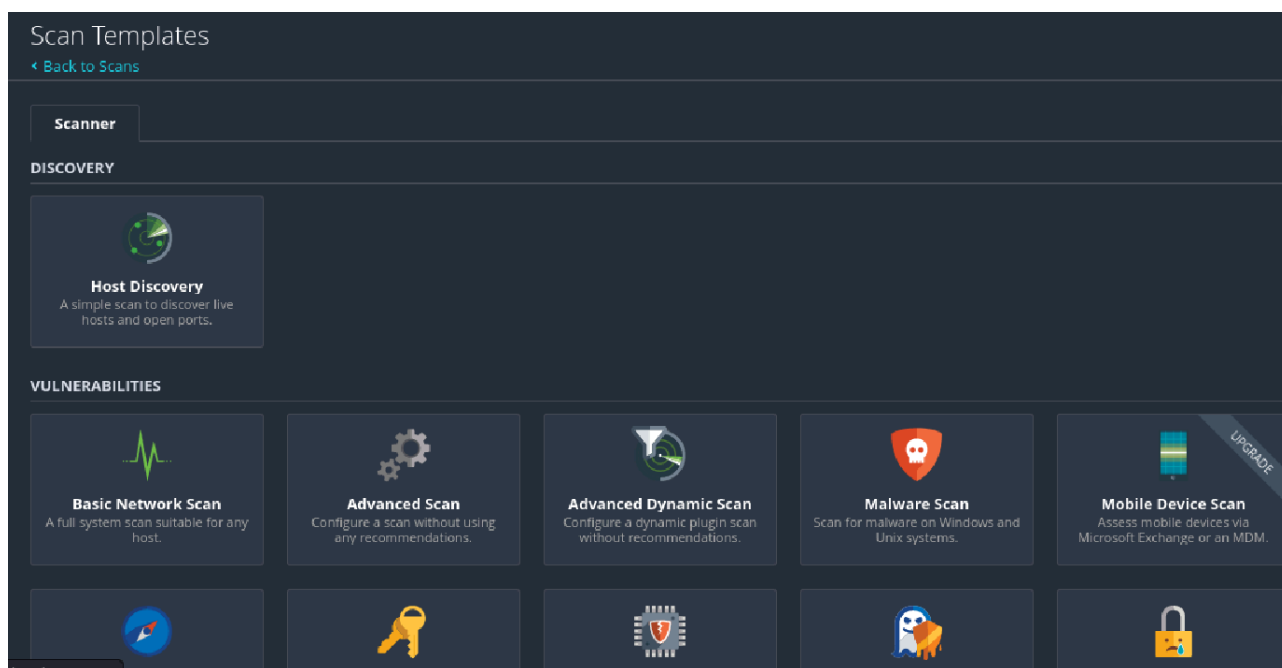 Scan Templates
Back to Scans
Scanner
DISCOVERY
Host Discovery
A simple scan to discover live
hosts and open ports.
VULNERABILITIES
Basic Network Scan
A full system scan suitable for any
host.
Advanced Scan
Configure a scan without using
any recommendations.
Advanced Dynamic Scan
Configure a dynamic plugin scan
without recommendations.
Malware Scan
Scan for malware on Windows and
Unix systems.
UPGRADE
Mobile Device Scan
Assess mobile devices via
Microsoft Exchange or an MDM.